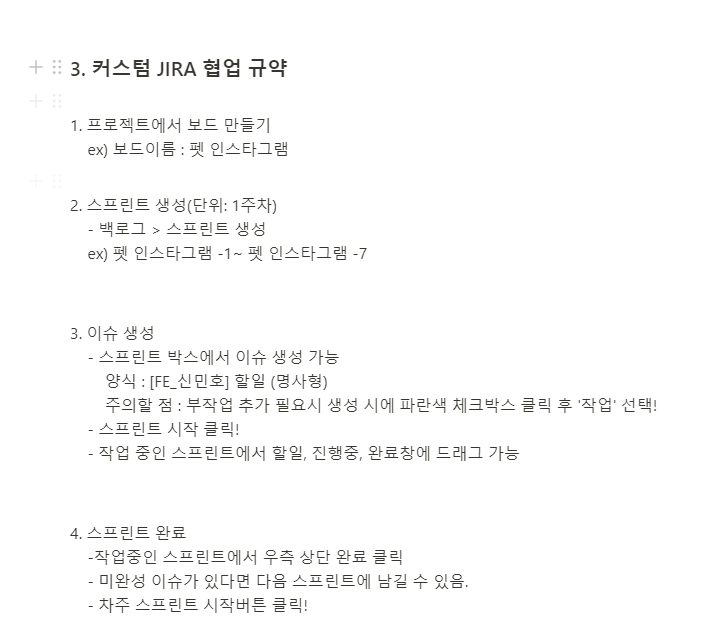 3. 커스텀 JIRA 협업 규약
1. 프로젝트에서 보드 만들기
ex) 보드이름 : 펫 인스타그램
2. 스프린트 생성(단위: 1주차)
- 백로그 > 스프린트 생성
ex) 펫 인스타그램 -1~ 펫 인스타그램 -7
3. 이슈 생성
- 스프린트 박스에서 이슈 생성 가능
양식 : [FE_신민호] 할일 (명사형)
주의할 점 : 부작업 추가 필요시 생성 시에 파란색 체크박스 클릭 후 '작업' 선택!
- 스프린트 시작 클릭!
- 작업 중인 스프린트에서 할일, 진행중, 완료창에 드래그 가능
4. 스프린트 완료
-작업중인 스프린트에서 우측 상단 완료 클릭
- 미완성 이슈가 있다면 다음 스프린트에 남길 수 있음.
- 차주 스프린트 시작버튼 클릭!